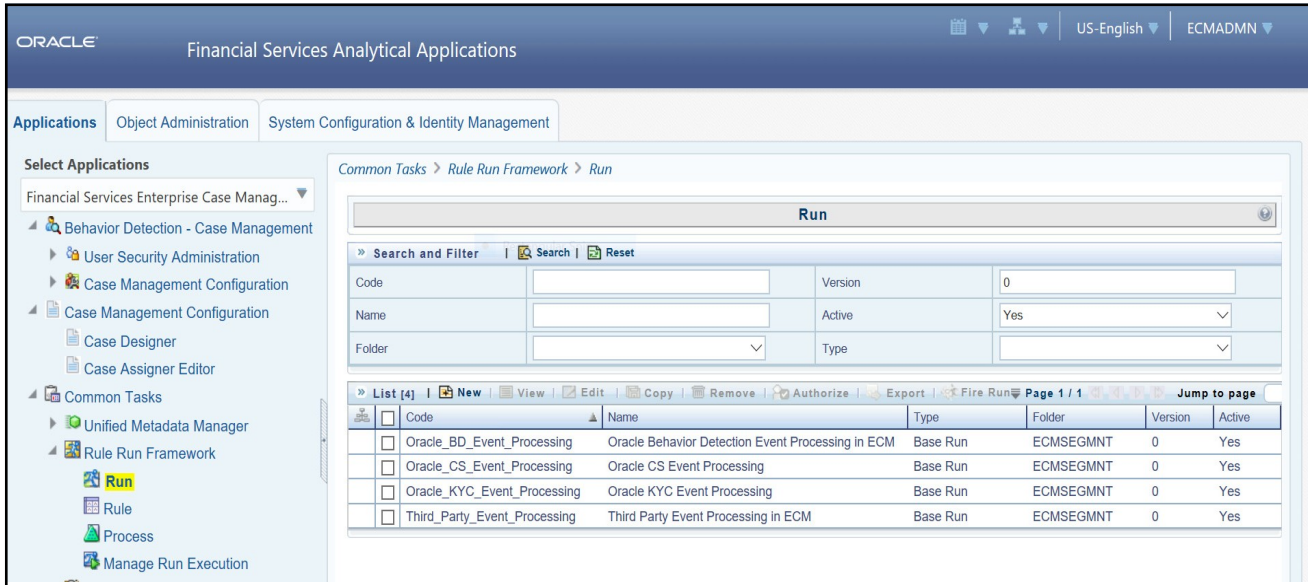 ORACLE
Financial Services Analytical Applications
US-English
ECMADMN
Applications
Object Administration
System Configuration & Identity Management
Select Applications
Financial Services Enterprise Case Manag...
Behavior Detection - Case Management
User Security Administration
Case Management Configuration
Case Management Configuration
Case Designer
Case Assigner Editor
Common Tasks
Unified Metadata Manager
Rule Run Framework
Run
Rule
Process
Manage Run Execution
Common Tasks > Rule Run Framework > Run
Run
» Search and Filter | Search | Reset
Code Version 0
Name Active Yes
Folder Type
» List [4] | New | View | Edit | Copy | Remove | Authorize | Export | Fire Run Page 1 / 1 Jump to page
Code Name Type Folder Version Active
Oracle_BD_Event_Processing Oracle Behavior Detection Event Processing in ECM Base Run ECMSEGMNT 0 Yes
Oracle_CS_Event_Processing Oracle CS Event Processing Base Run ECMSEGMNT 0 Yes
Oracle_KYC_Event_Processing Oracle KYC Event Processing Base Run ECMSEGMNT 0 Yes
Third_Party_Event_Processing Third Party Event Processing in ECM Base Run ECMSEGMNT 0 Yes